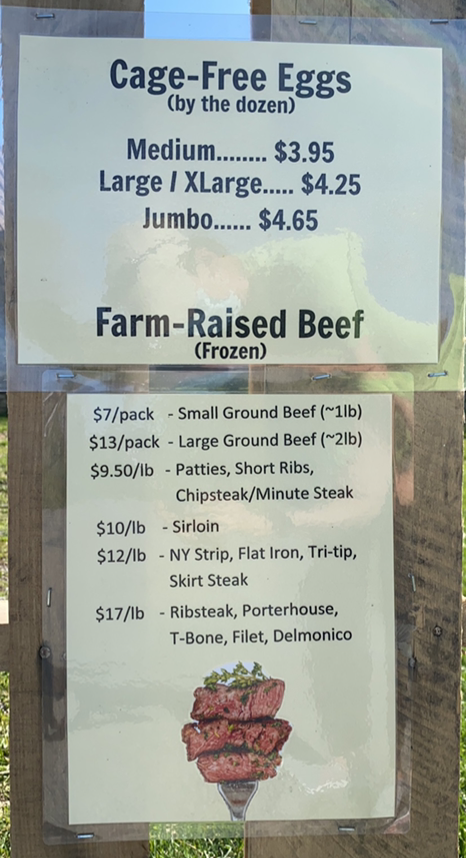 Cage-Free Eggs
(by the dozen)
Medium........ $3.95
Large / XLarge..... $4.25
Jumbo...... $4.65
Farm-Raised Beef
(Frozen)
$7/pack - Small Ground Beef (~1lb)
$13/pack - Large Ground Beef (~2lb)
$9.50/lb - Patties, Short Ribs,
Chipsteak/Minute Steak
$10/lb - Sirloin
$12/lb - NY Strip, Flat Iron, Tri-tip,
Skirt Steak
$17/lb - Ribsteak, Porterhouse,
T-Bone, Filet, Delmonico